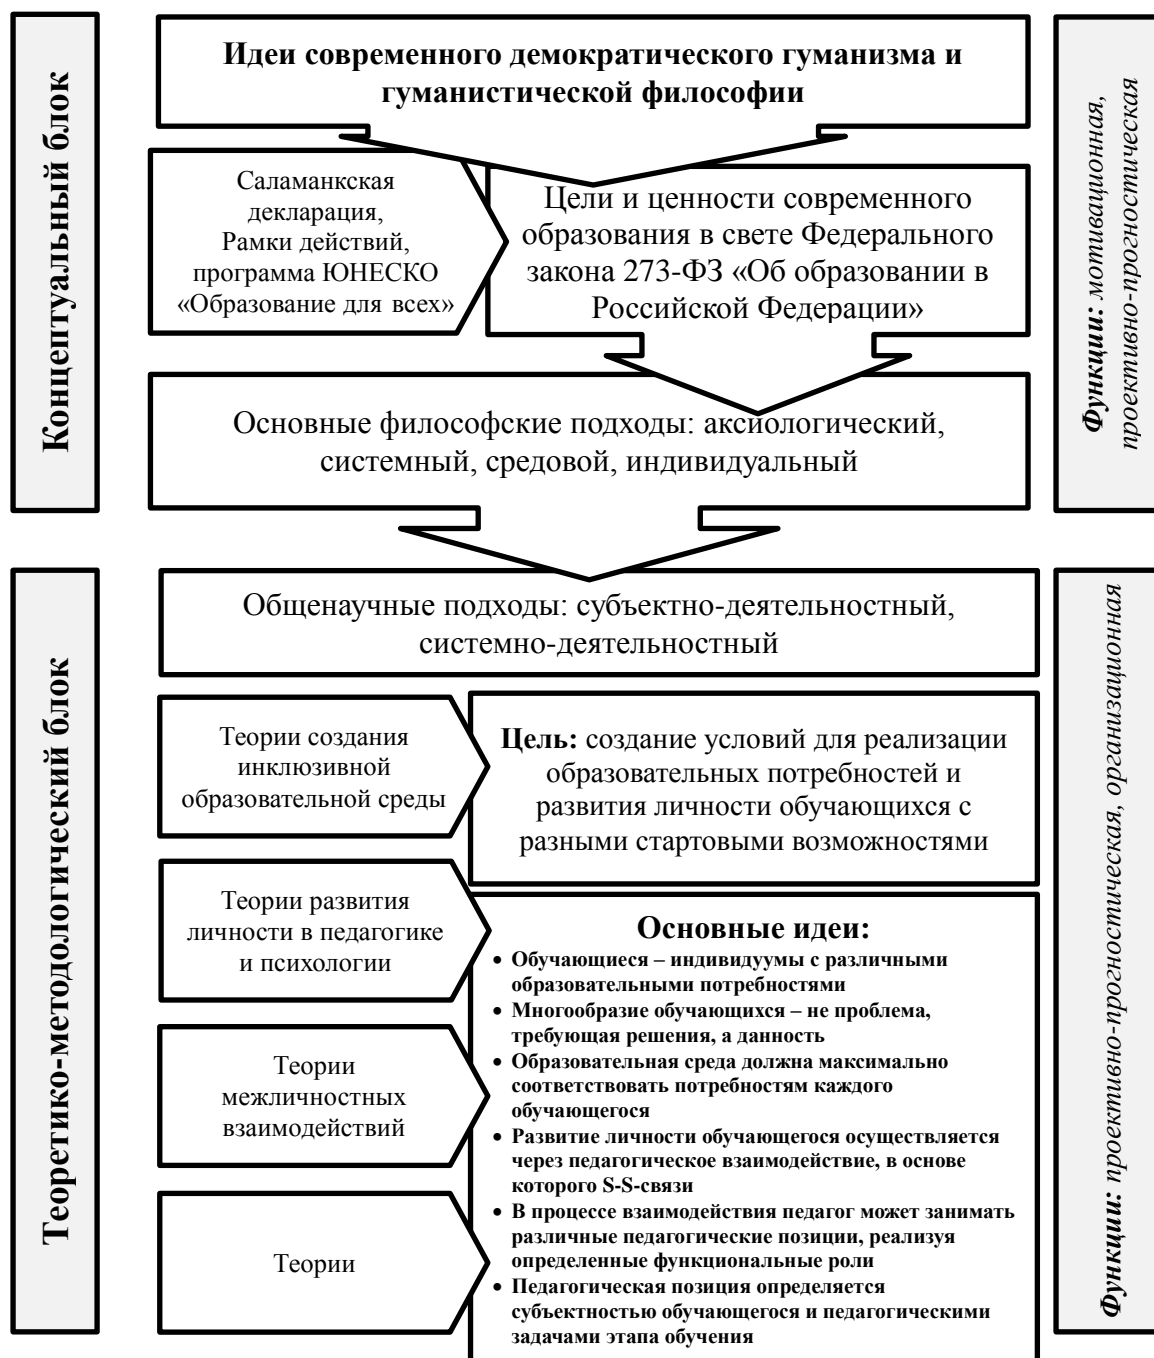 Концептуальный блок
Идеи современного демократического гуманизма и
гуманистической философии
Саламанкская
декларация,
Рамки действий,
программа ЮНЕСКО
«Образование для всех»
Цели и ценности современного
образования в свете Федерального
закона 273-ФЗ «Об образовании в
Российской Федерации»
Основные философские подходы: аксиологический,
системный, средовой, индивидуальный
Функции: мотивационная,
проективно-прогностическая
Теоретико-методологический блок
Общенаучные подходы: субъектно-деятельностный,
системно-деятельностный
Теории создания
инклюзивной
образовательной среды
Цель: создание условий для реализации
образовательных потребностей и
развития личности обучающихся с
разными стартовыми возможностями
Теории развития
личности в педагогике
и психологии
Теории
межличностных
взаимодействий
Теории
Основные идеи:
• Обучающиеся – индивидуумы с различными
образовательными потребностями
• Многообразие обучающихся – не проблема,
требующая решения, а данность
• Образовательная среда должна максимально
соответствовать потребностям каждого
обучающегося
• Развитие личности обучающегося осуществляется
через педагогическое взаимодействие, в основе
которого S-S-связи
• В процессе взаимодействия педагог может занимать
различные педагогические позиции, реализуя
определенные функциональные роли
• Педагогическая позиция определяется
субъектностью обучающегося и педагогическими
задачами этапа обучения
Функции: проективно-прогностическая, организационная